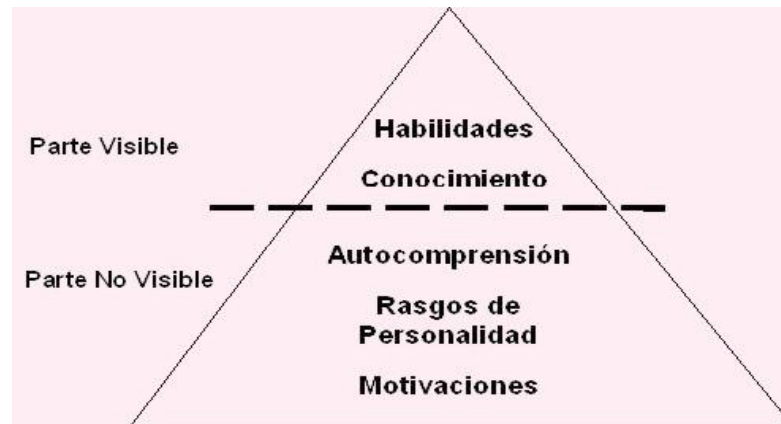 Habilidades
Parte Visible
Conocimiento
Autocomprensión
Parte No Visible
Rasgos de
Personalidad
Motivaciones